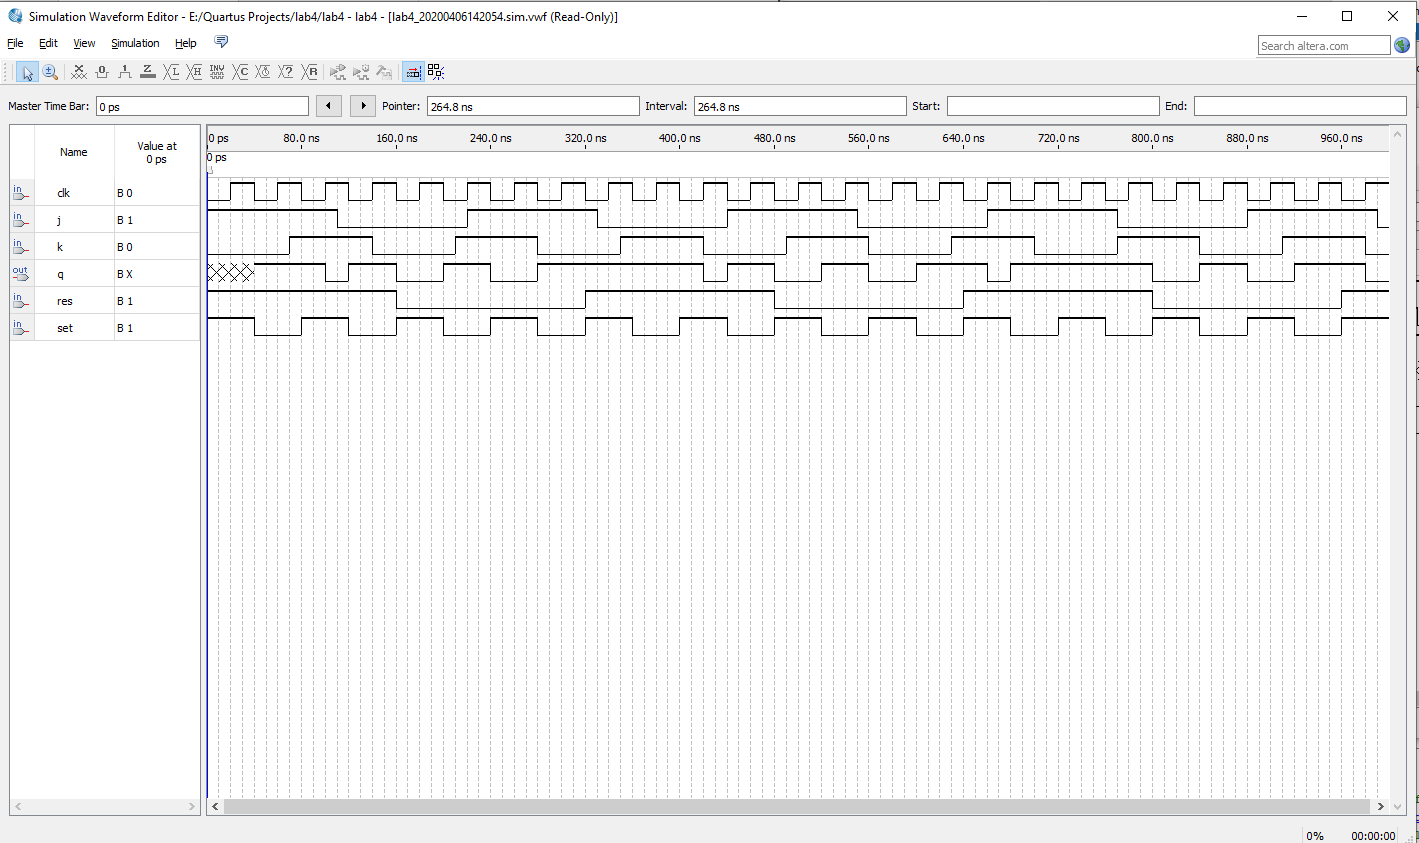 Simulation Waveform Editor - E:/Quartus Projects/lab4/lab4 - lab4 - [lab4_20200406142054.sim.vwf (Read-Only)]
File Edit View Simulation Help
Search altera.com
Master Time Bar: 0 ps Pointer: 264.8 ns Interval: 264.8 ns Start: End:
Name Value at
0 ps
0 ps 80.0 ns 160.0 ns 240.0 ns 320.0 ns 400.0 ns 480.0 ns 560.0 ns 640.0 ns 720.0 ns 800.0 ns 880.0 ns 960.0 ns
0 ps
in clk B 0
in j B 1
in k B 0
out q B X
in res B 1
in set B 1
0% 00:00:00